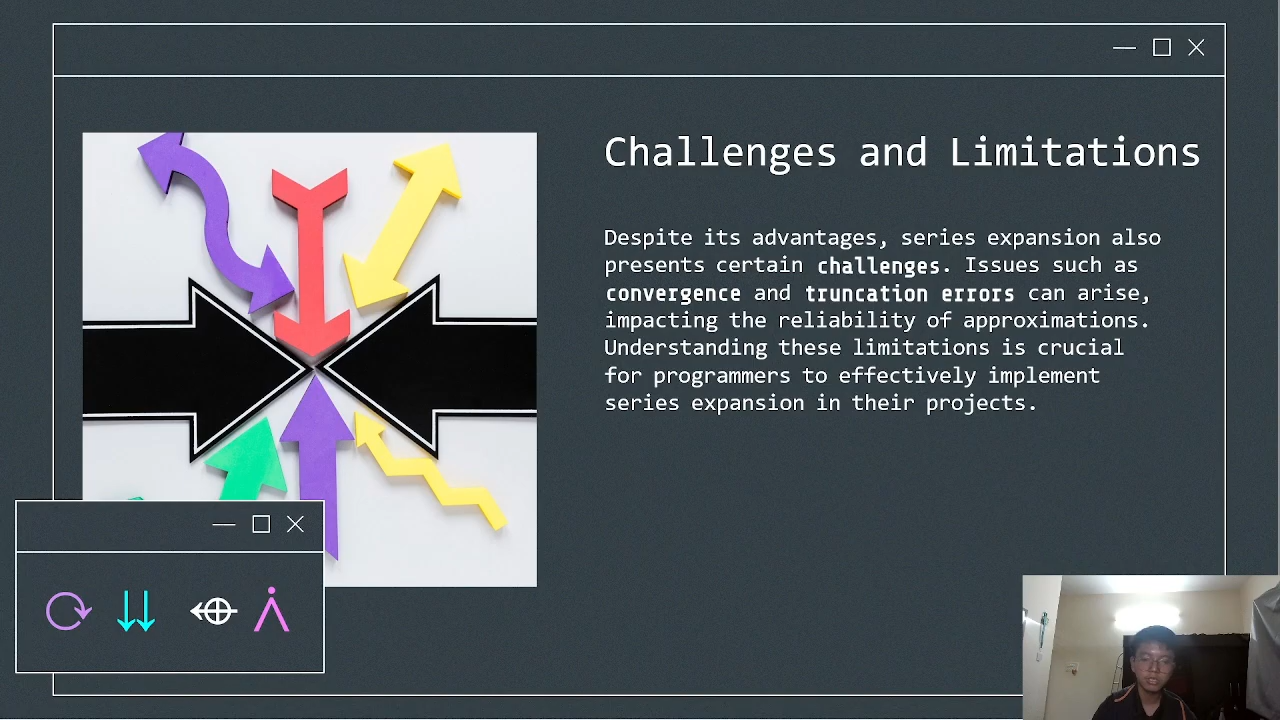 Challenges and Limitations
Despite its advantages, series expansion also
presents certain challenges. Issues such as
convergence and truncation errors can arise,
impacting the reliability of approximations.
Understanding these limitations is crucial
for programmers to effectively implement
series expansion in their projects.